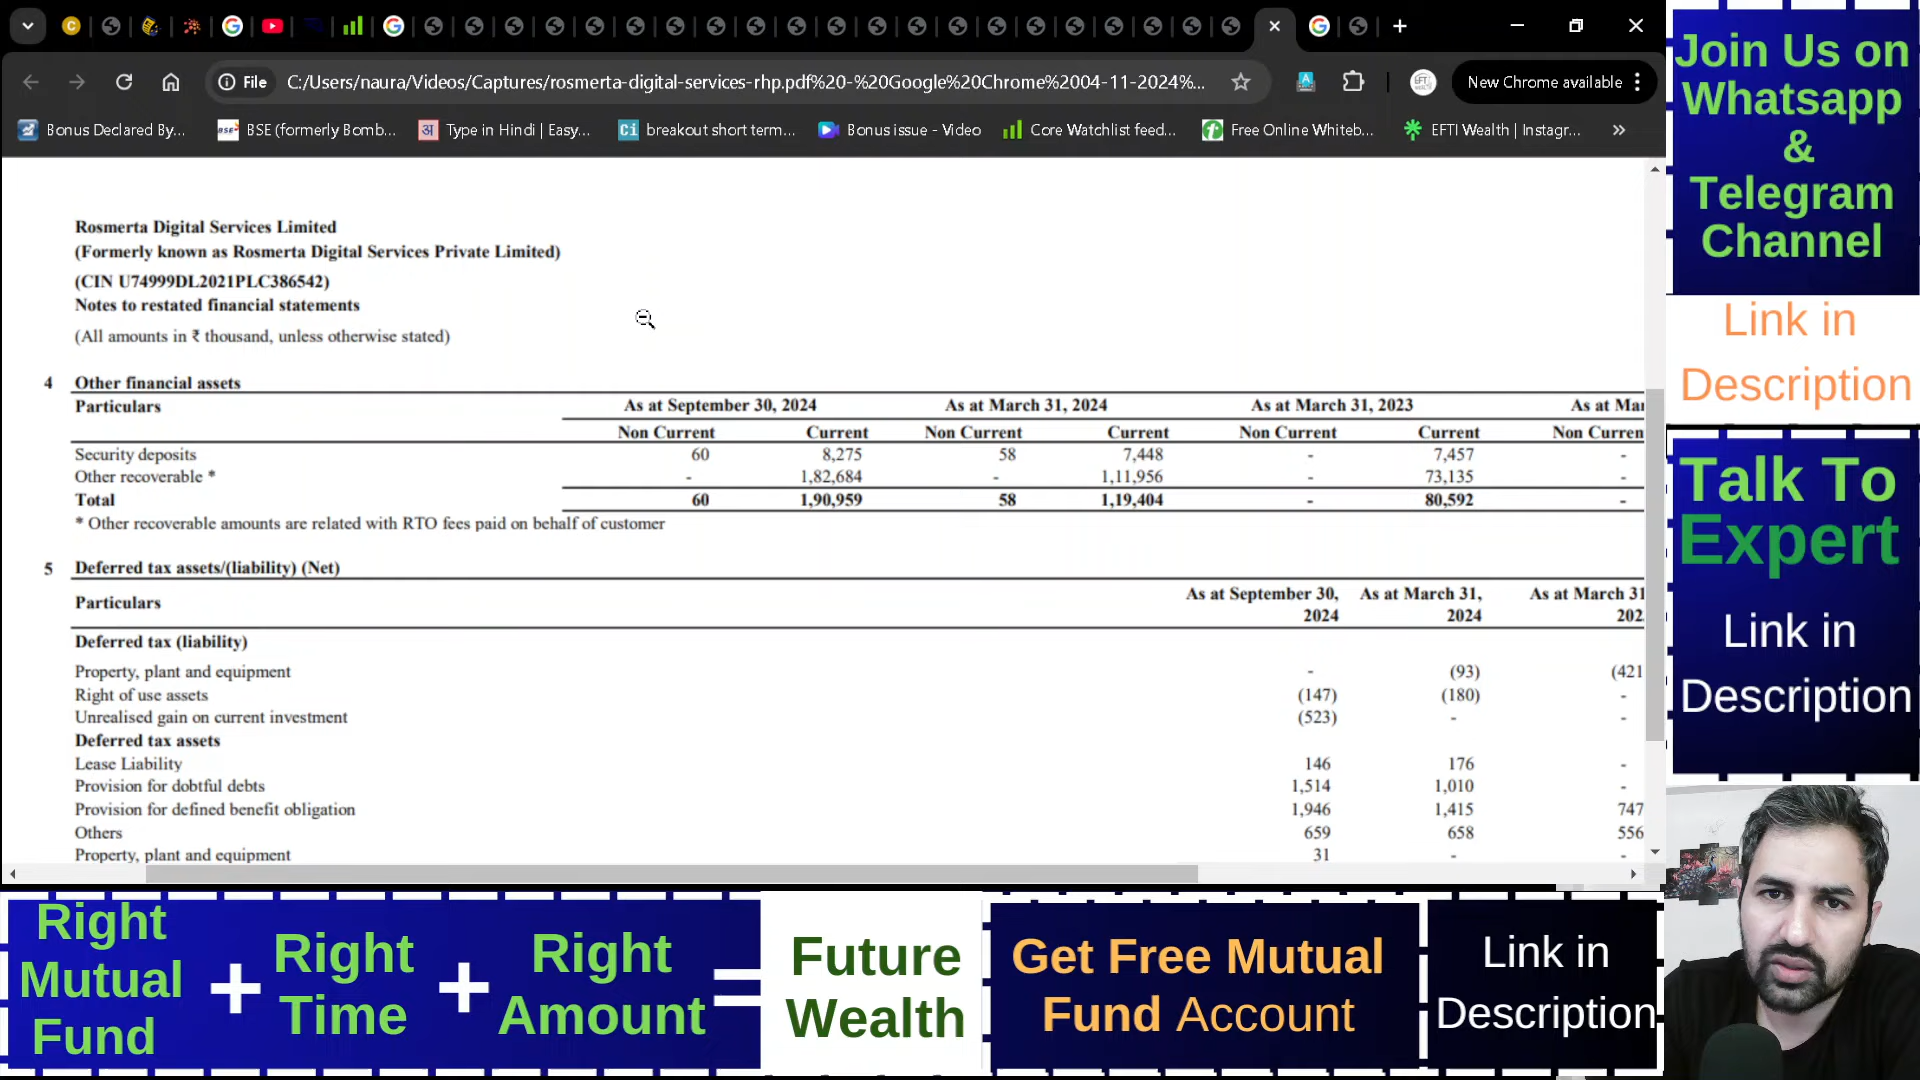 File
C:/Users/naura/Videos/Captures/rosmerta-digital-services-rhp.pdf%20-%20Google%20Chrome%2004-11-2024%...
New Chrome available
Bonus Declared By...
BSE (formerly Bomb...
अ Type in Hindi | Easy...
Ci breakout short term...
Bonus issue - Video
Core Watchlist feed...
Free Online Whiteb...
EFTI Wealth | Instagr...
»
Rosmerta Digital Services Limited
(Formerly known as Rosmerta Digital Services Private Limited)
(CIN U74999DL2021PLC386542)
Notes to restated financial statements
(All amounts in ₹ thousand, unless otherwise stated)
4 Other financial assets
Particulars As at September 30, 2024 As at March 31, 2024 As at March 31, 2023 As at Mar
Non Current Current Non Current Current Non Current Current Non Curren
Security deposits 60 8,275 58 7,448 - 7,457 -
Other recoverable * - 1,82,684 - 1,11,956 - 73,135 -
Total 60 1,90,959 58 1,19,404 - 80,592 -
* Other recoverable amounts are related with RTO fees paid on behalf of customer
5 Deferred tax assets/(liability) (Net)
Particulars As at September 30, As at March 31, As at March 31
2024 2024 202
Deferred tax (liability)
Property, plant and equipment - (93) (421
Right of use assets (147) (180) -
Unrealised gain on current investment (523) - -
Deferred tax assets
Lease Liability 146 176 -
Provision for dobtful debts 1,514 1,010 -
Provision for defined benefit obligation 1,946 1,415 747
Others 659 658 556
Property, plant and equipment 31 - -
Join Us on
Whatsapp
&
Telegram
Channel
Link in
Description
Talk To
Expert
Link in
Description
Right
Mutual
Fund
+
Right
Time
+
Right
Amount
=
Future
Wealth
Get Free Mutual
Fund Account
Link in
Description